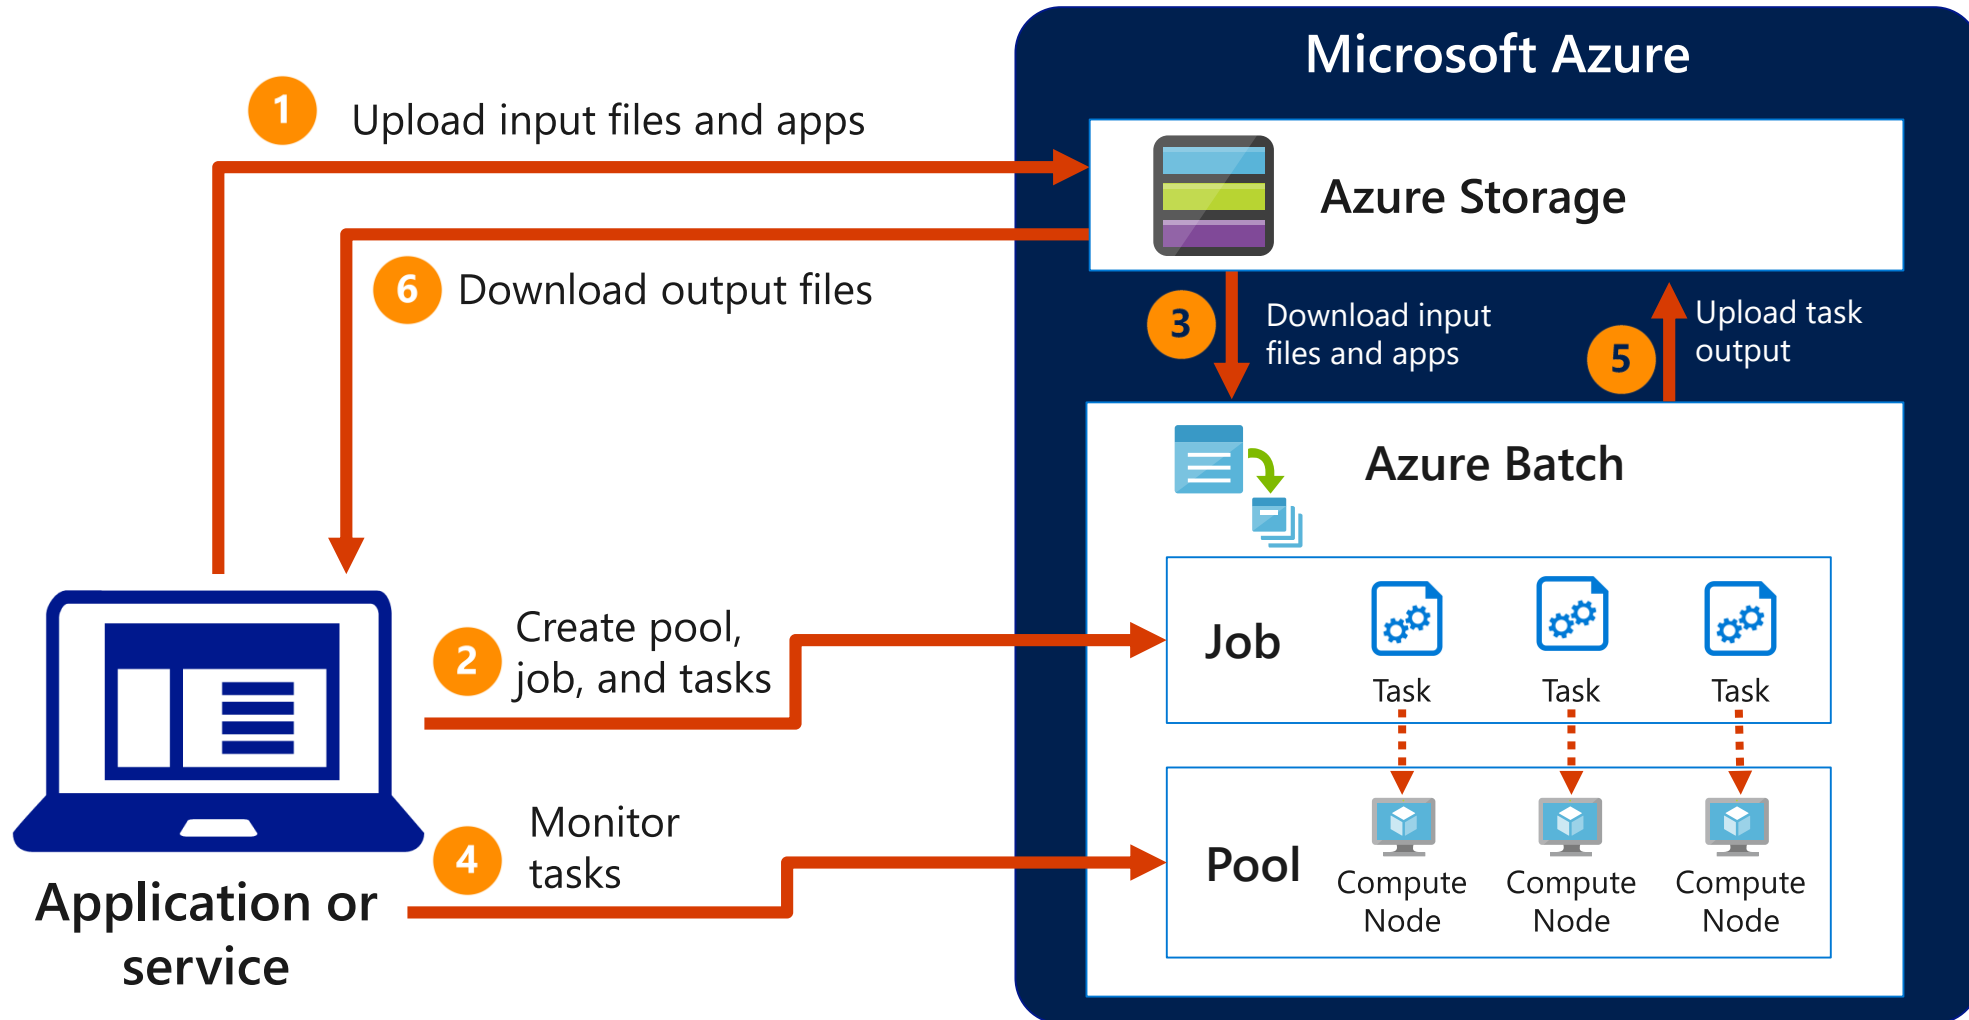 Microsoft Azure
1
Upload input files and apps
Azure Storage
6
Download output files
3
Download input
files and apps
5
Upload task
output
Azure Batch
2
Create pool,
job, and tasks
Job
Task
Task
Task
4
Monitor
tasks
Pool
Compute
Node
Compute
Node
Compute
Node
Application or
service